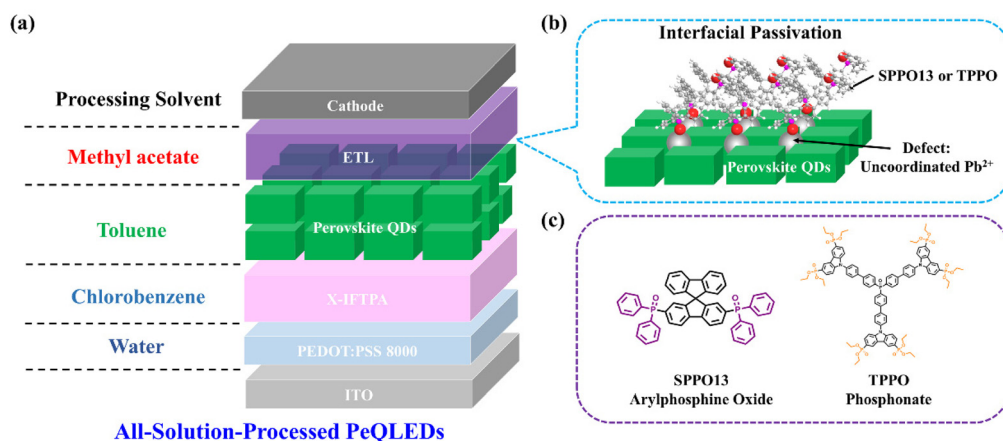 (a)
Processing Solvent
Methyl acetate
Toluene
Chlorobenzene
Water
Cathode
ETL
Perovskite QDs
X-IFTPA
PEDOT:PSS 8000
ITO
All-Solution-Processed PeQLEDs
(b)
Interfacial Passivation
SPPO13 or TPPO
Defect:
Uncoordinated Pb²⁺
Perovskite QDs
(c)
SPPO13
Arylphosphine Oxide
TPPO
Phosphonate